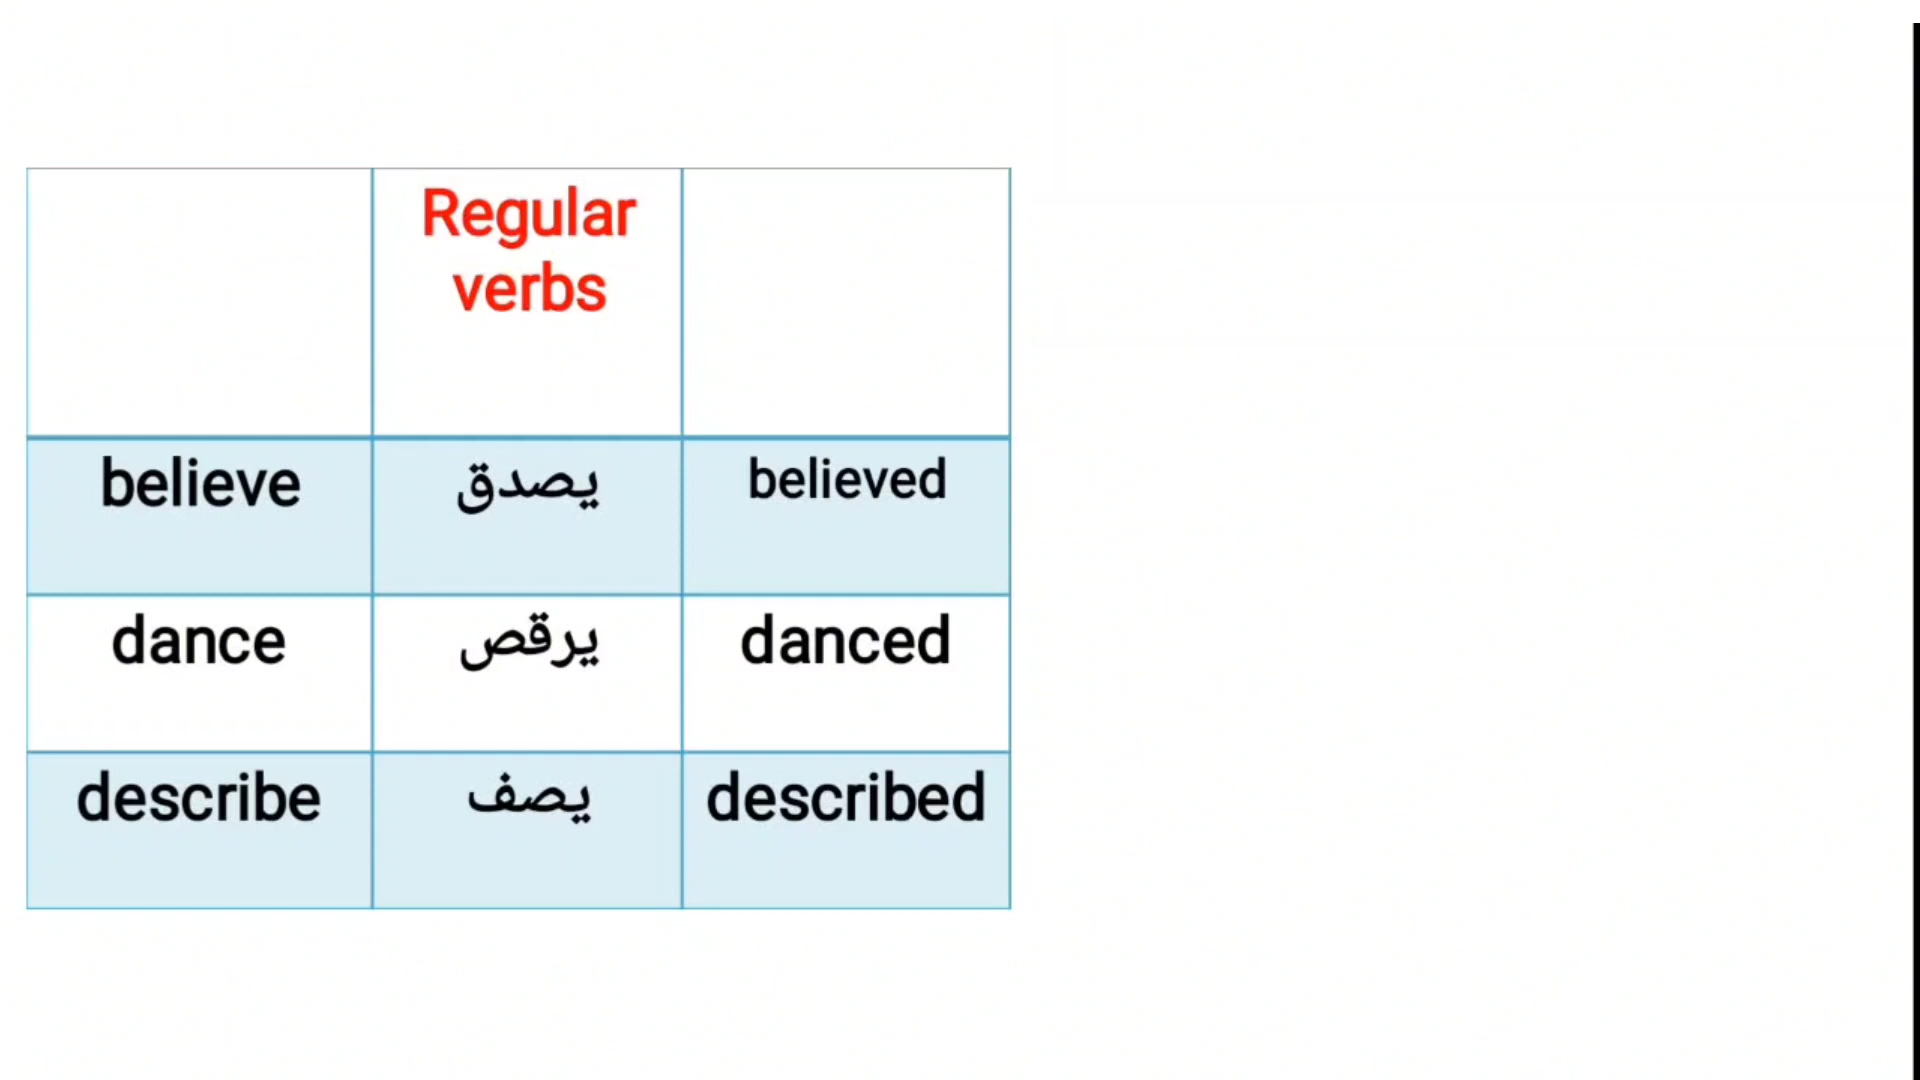 Regular
verbs
believe يصدق believed
dance يرقص danced
describe يصف described